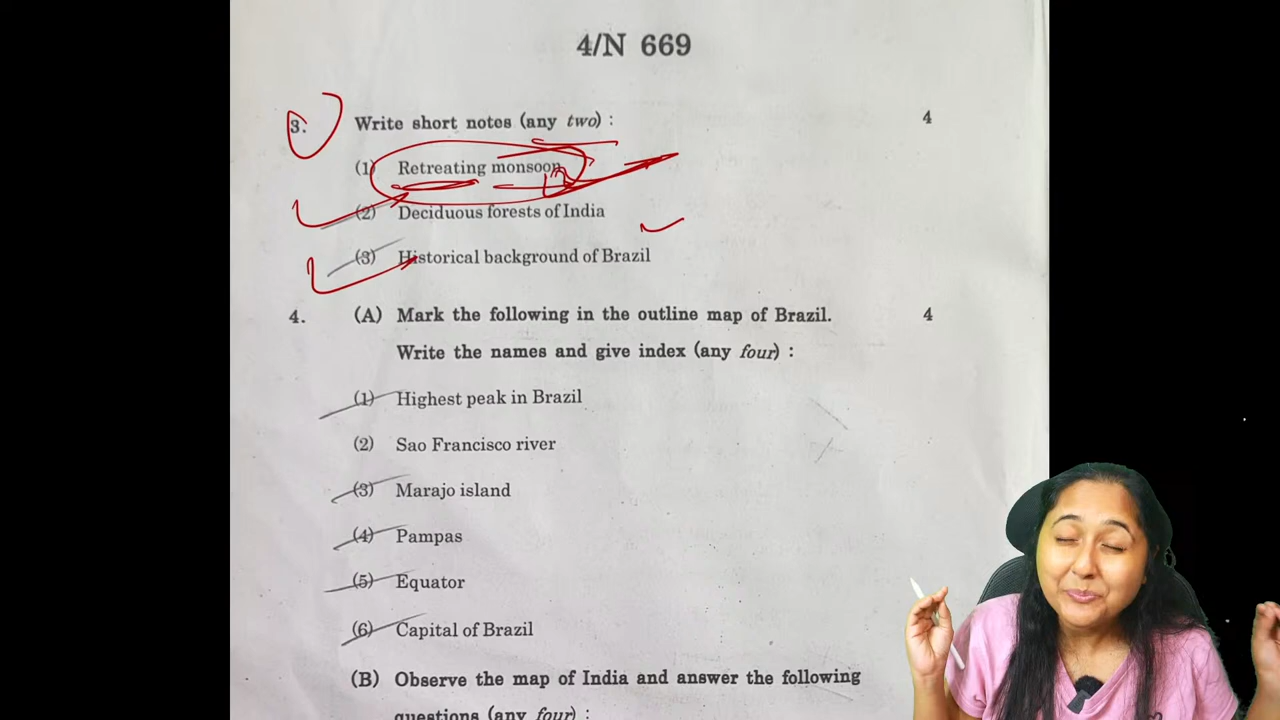 4/N 669
3. Write short notes (any two) : 4
(1) Retreating monsoon
(2) Deciduous forests of India
(3) Historical background of Brazil
4. (A) Mark the following in the outline map of Brazil. 4
Write the names and give index (any four) :
(1) Highest peak in Brazil
(2) Sao Francisco river
(3) Marajo island
(4) Pampas
(5) Equator
(6) Capital of Brazil
(B) Observe the map of India and answer the following
questions (any four) :